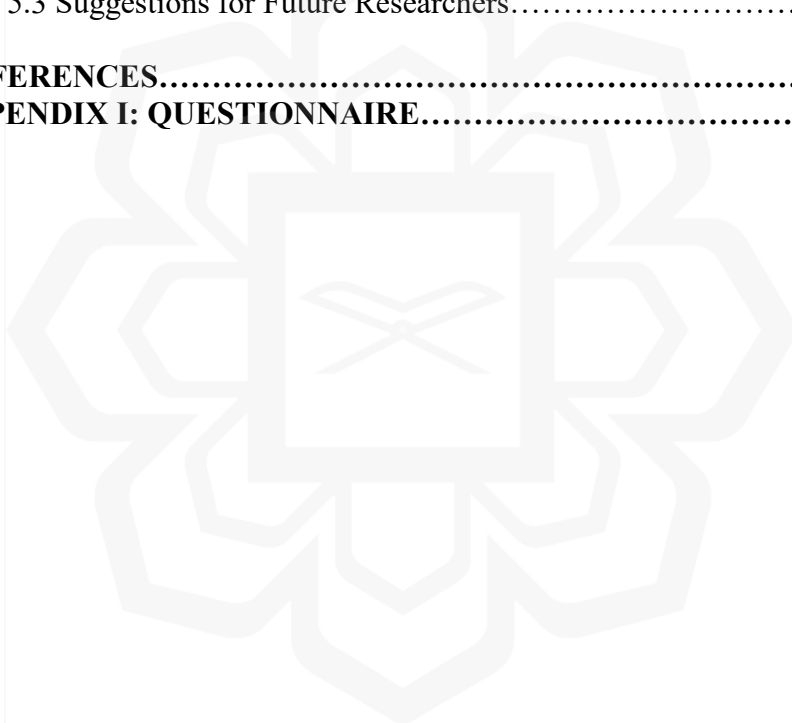 5.3 Suggestions for Future Researchers……………………………
FERENCES……………………………………………………………
PENDIX I: QUESTIONNAIRE………………………………………